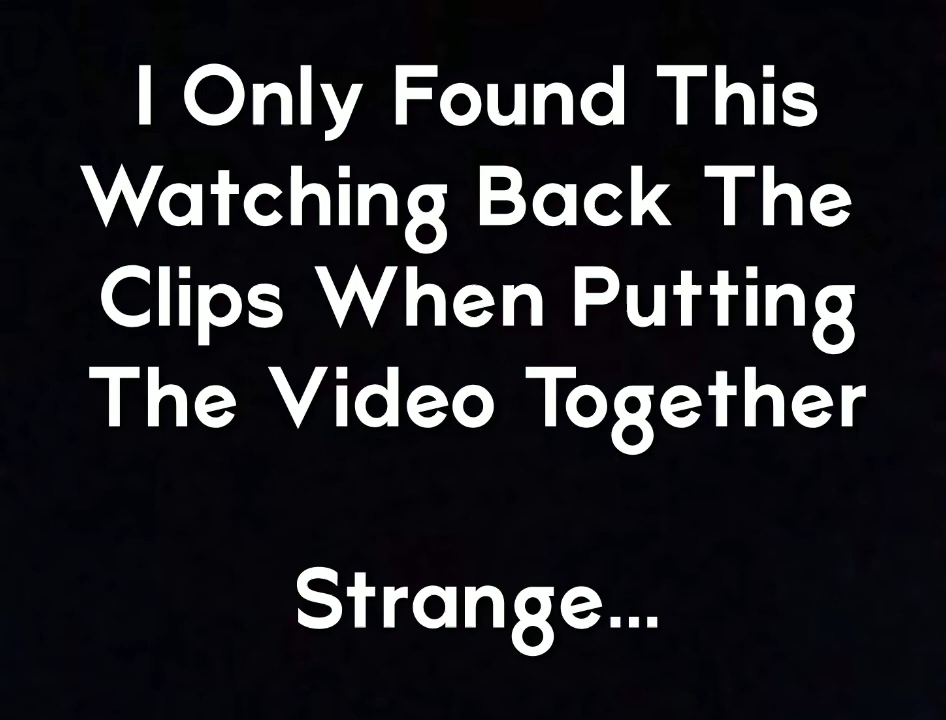 I Only Found This
Watching Back The
Clips When Putting
The Video Together
Strange...